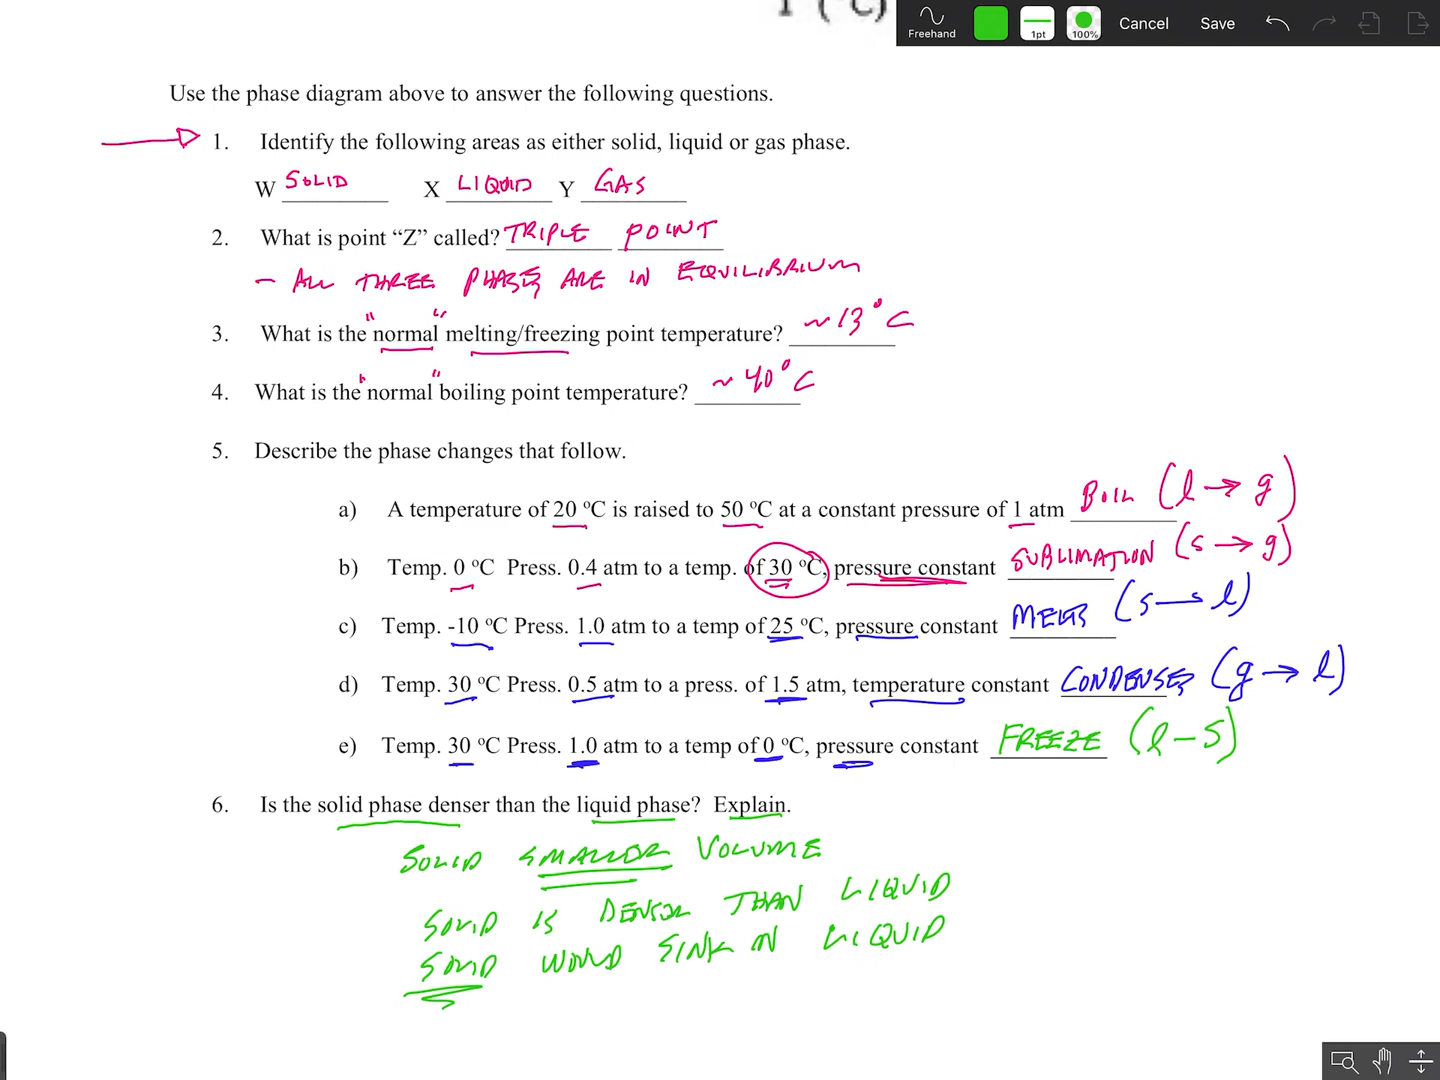 T (°C)
Freehand 1pt 100% Cancel Save
Use the phase diagram above to answer the following questions.
1. Identify the following areas as either solid, liquid or gas phase.
W SOLID X LIQUID Y GAS
2. What is point “Z” called? TRIPLE POINT
- ALL THREE PHASES ARE IN EQUILIBRIUM
3. What is the "normal" melting/freezing point temperature? ~13°C
4. What is the "normal" boiling point temperature? ~40°C
5. Describe the phase changes that follow.
a) A temperature of 20 °C is raised to 50 °C at a constant pressure of 1 atm BOIL (l → g)
b) Temp. 0 °C Press. 0.4 atm to a temp. of 30 °C, pressure constant SUBLIMATION (s → g)
c) Temp. -10 °C Press. 1.0 atm to a temp of 25 °C, pressure constant MELTS (s → l)
d) Temp. 30 °C Press. 0.5 atm to a press. of 1.5 atm, temperature constant CONDENSES (g → l)
e) Temp. 30 °C Press. 1.0 atm to a temp of 0 °C, pressure constant FREEZE (l - s)
6. Is the solid phase denser than the liquid phase? Explain.
SOLID SMALLER VOLUME
SOLID IS DENSER THAN LIQUID
SOLID WOULD SINK IN LIQUID